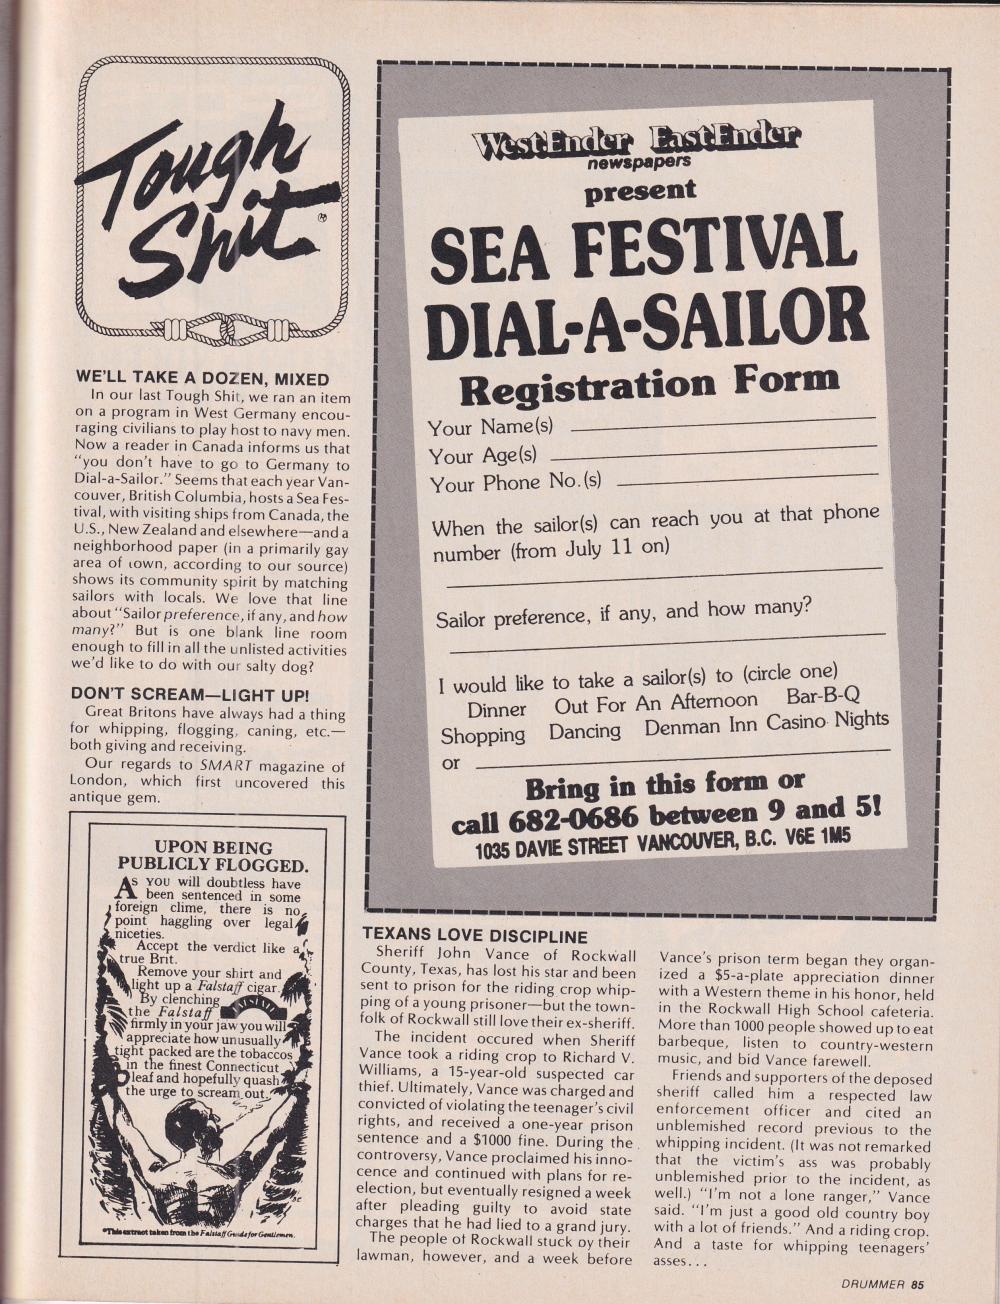 Tough
Shit
WE'LL TAKE A DOZEN, MIXED
In our last Tough Shit, we ran an item
on a program in West Germany encou-
raging civilians to play host to navy men.
Now a reader in Canada informs us that
"you don't have to go to Germany to
Dial-a-Sailor." Seems that each year Van-
couver, British Columbia, hosts a Sea Fes-
tival, with visiting ships from Canada, the
U.S., New Zealand and elsewhere—and a
neighborhood paper (in a primarily gay
area of town, according to our source)
shows its community spirit by matching
sailors with locals. We love that line
about "Sailor preference, if any, and how
many?" But is one blank line room
enough to fill in all the unlisted activities
we'd like to do with our salty dog?
DON'T SCREAM—LIGHT UP!
Great Britons have always had a thing
for whipping, flogging, caning, etc.—
both giving and receiving.
Our regards to SMART magazine of
London, which first uncovered this
antique gem.
UPON BEING
PUBLICLY FLOGGED.
As YOU will doubtless have
been sentenced in some
foreign clime, there is no
point haggling over legal
niceties.
Accept the verdict like a
true Brit.
Remove your shirt and
light up a Falstaff cigar.
By clenching
the Falstaff FALSTAFF
firmly in your jaw you will
appreciate how unusually
tight packed are the tobaccos
in the finest Connecticut
leaf and hopefully quash
the urge to scream out.
*This extract taken from the Falstaff Guide for Gentlemen.
WestEnder EastEnder
newspapers
present
SEA FESTIVAL
DIAL-A-SAILOR
Registration Form
Your Name(s)
Your Age(s)
Your Phone No.(s)
When the sailor(s) can reach you at that phone
number (from July 11 on)
Sailor preference, if any, and how many?
I would like to take a sailor(s) to (circle one)
Dinner Out For An Afternoon Bar-B-Q
Shopping Dancing Denman Inn Casino Nights
or
Bring in this form or
call 682-0686 between 9 and 5!
1035 DAVIE STREET VANCOUVER, B.C. V6E 1M5
TEXANS LOVE DISCIPLINE
Sheriff John Vance of Rockwall
County, Texas, has lost his star and been
sent to prison for the riding crop whip-
ping of a young prisoner—but the town-
folk of Rockwall still love their ex-sheriff.
The incident occured when Sheriff
Vance took a riding crop to Richard V.
Williams, a 15-year-old suspected car
thief. Ultimately, Vance was charged and
convicted of violating the teenager's civil
rights, and received a one-year prison
sentence and a $1000 fine. During the
controversy, Vance proclaimed his inno-
cence and continued with plans for re-
election, but eventually resigned a week
after pleading guilty to avoid state
charges that he had lied to a grand jury.
The people of Rockwall stuck by their
lawman, however, and a week before
Vance's prison term began they organ-
ized a $5-a-plate appreciation dinner
with a Western theme in his honor, held
in the Rockwall High School cafeteria.
More than 1000 people showed up to eat
barbeque, listen to country-western
music, and bid Vance farewell.
Friends and supporters of the deposed
sheriff called him a respected law
enforcement officer and cited an
unblemished record previous to the
whipping incident. (It was not remarked
that the victim's ass was probably
unblemished prior to the incident, as
well.) "I'm not a lone ranger," Vance
said. "I'm just a good old country boy
with a lot of friends." And a riding crop.
And a taste for whipping teenagers'
asses...
DRUMMER 85